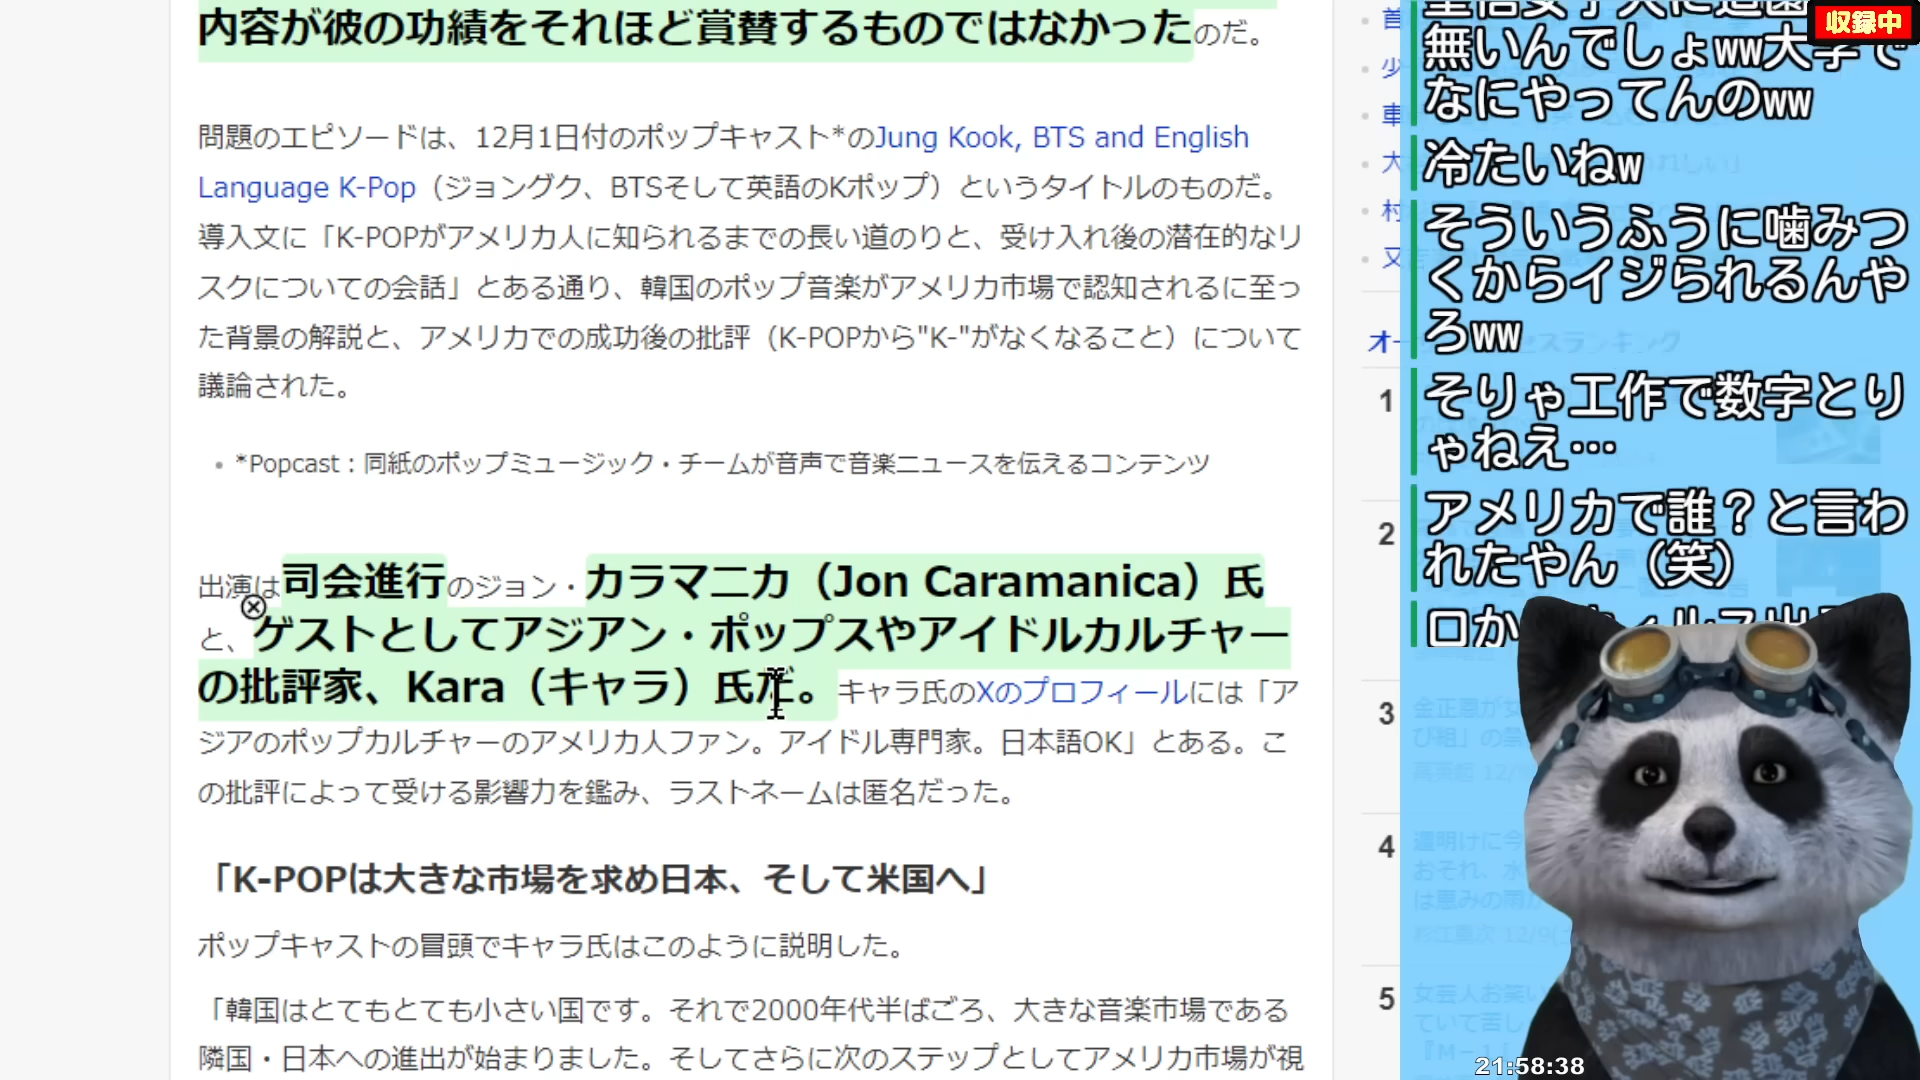 内容が彼の功績をそれほど賞賛するものではなかったのだ。
問題のエピソードは、12月1日付のポップキャスト*のJung Kook, BTS and English
Language K-Pop（ジョングク、BTSそして英語のKポップ）というタイトルのものだ。
導入文に「K-POPがアメリカ人に知られるまでの長い道のりと、受け入れ後の潜在的なリ
スクについての会話」とある通り、韓国のポップ音楽がアメリカ市場で認知されるに至っ
た背景の解説と、アメリカでの成功後の批評（K-POPから"K-"がなくなること）について
議論された。
*Popcast：同紙のポップミュージック・チームが音声で音楽ニュースを伝えるコンテンツ
出演は司会進行のジョン・カラマニカ（Jon Caramanica）氏
と、ゲストとしてアジアン・ポップスやアイドルカルチャー
の批評家、Kara（キャラ）氏だ。キャラ氏のXのプロフィールには「ア
ジアのポップカルチャーのアメリカ人ファン。アイドル専門家。日本語OK」とある。こ
の批評によって受ける影響力を鑑み、ラストネームは匿名だった。
「K-POPは大きな市場を求め日本、そして米国へ」
ポップキャストの冒頭でキャラ氏はこのように説明した。
「韓国はとてもとても小さい国です。それで2000年代半ばごろ、大きな音楽市場である
隣国・日本への進出が始まりました。そしてさらに次のステップとしてアメリカ市場が視
首
少
車
大
村
又
オー
スランキング
1
2
3
4
5
収録中
無いんでしょww大学で
なにやってんのww
冷たいねw
そういうふうに噛みつ
くからイジられるんや
ろww
そりゃ工作で数字とり
ゃねえ…
アメリカで誰？と言わ
れたやん（笑）
口か
21:58:38